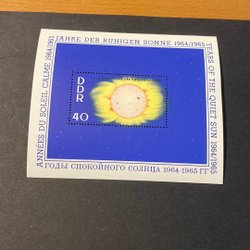 JAHRE DER RUHIGEN SONNE 1964/1965
YEARS OF THE QUIET SUN 1964/1965
ГОДЫ СПОКОЙНОГО СОЛНЦА 1964-1965 ГГ
ANNÉES DU SOLEIL CALME 1964/1965
DDR
40